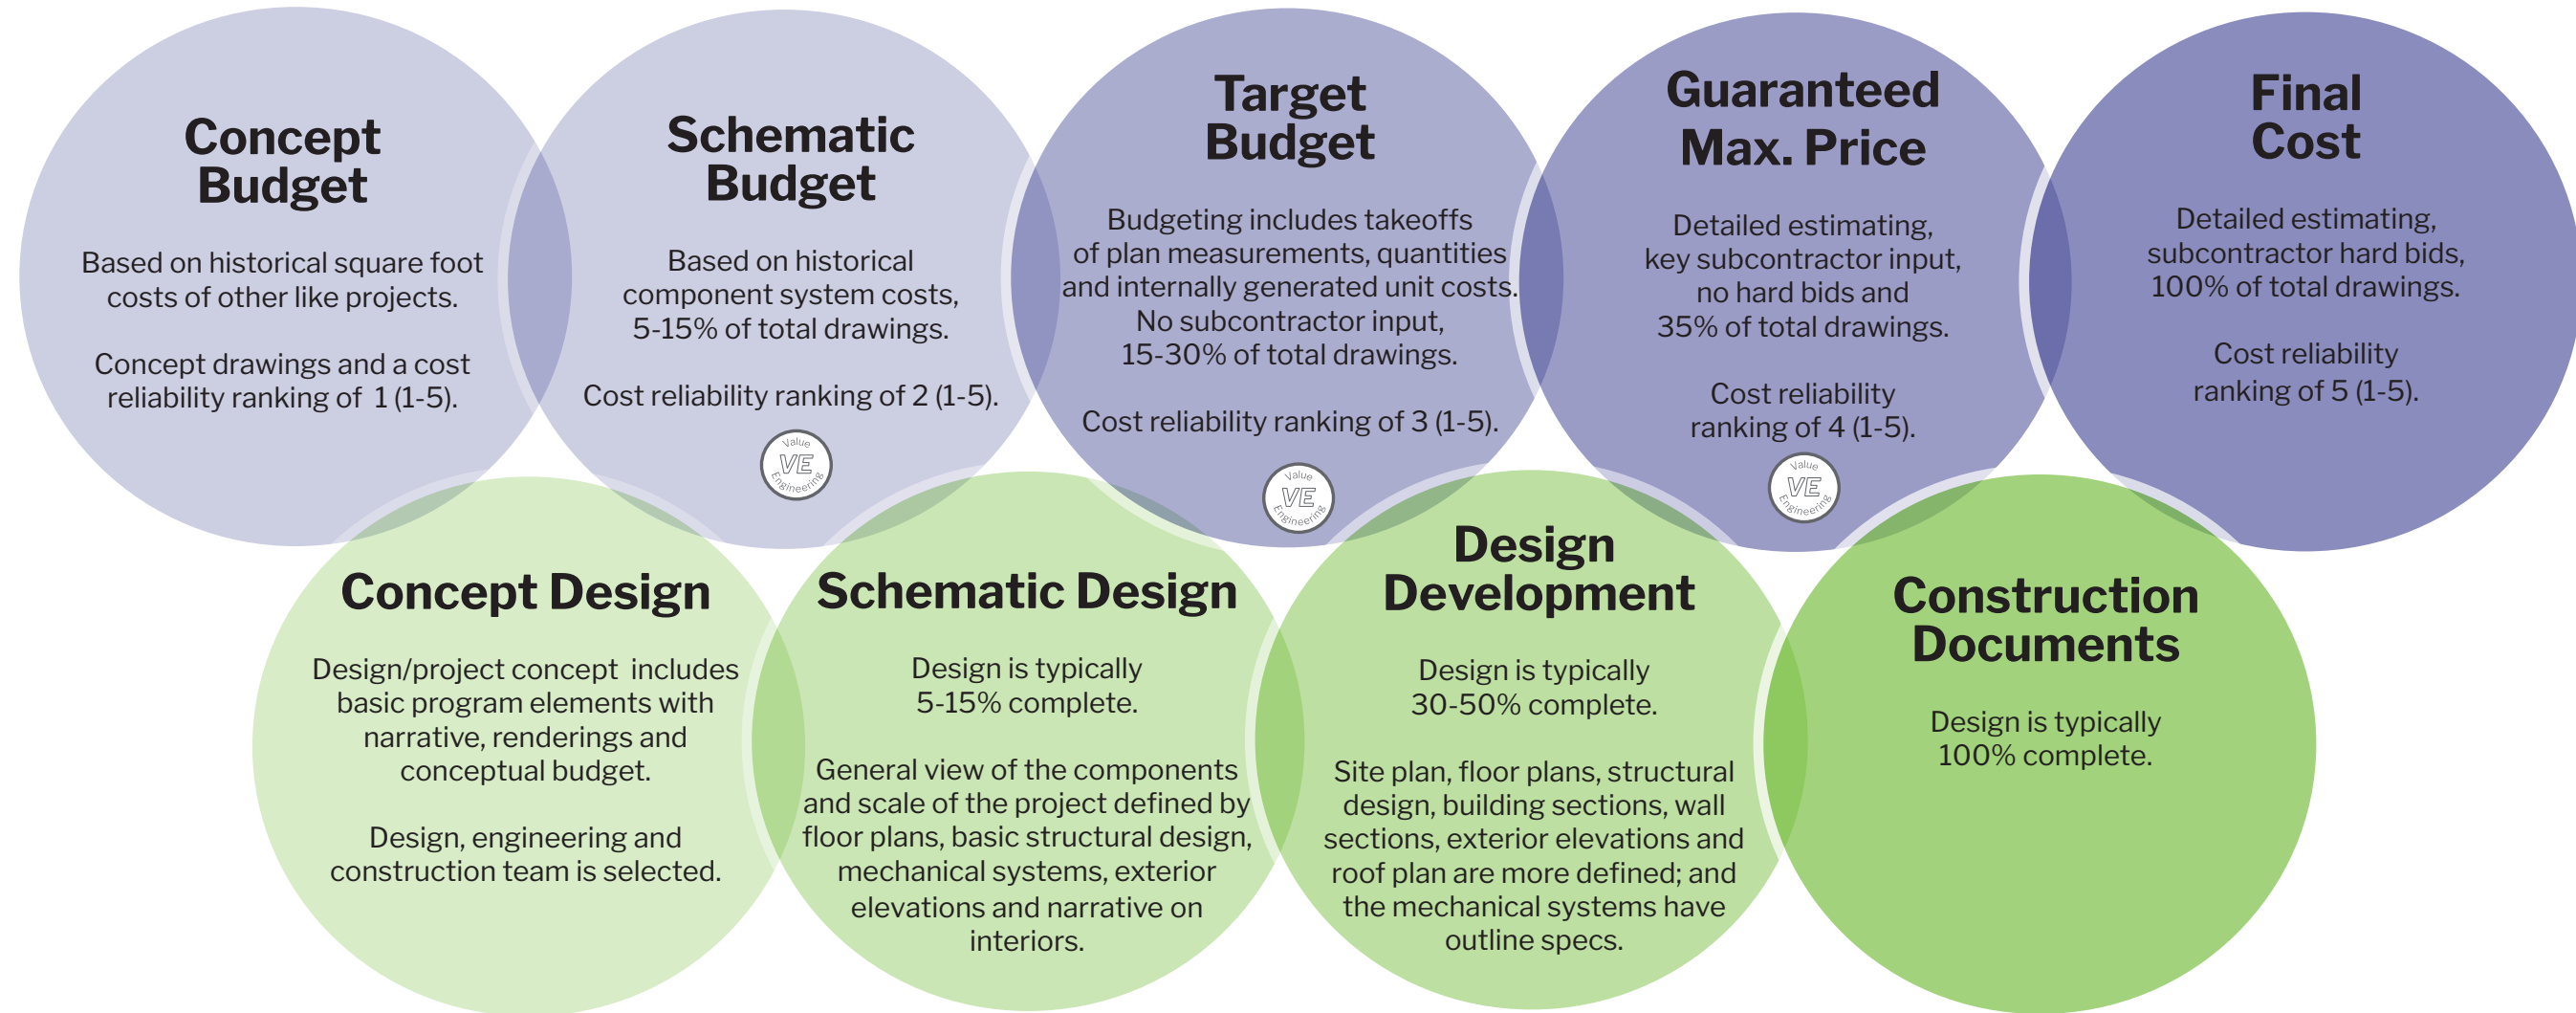 Concept
Budget
Based on historical square foot
costs of other like projects.
Concept drawings and a cost
reliability ranking of 1 (1-5).
Schematic
Budget
Based on historical
component system costs,
5-15% of total drawings.
Cost reliability ranking of 2 (1-5).
Value
VE
Engineering
Target
Budget
Budgeting includes takeoffs
of plan measurements, quantities
and internally generated unit costs.
No subcontractor input,
15-30% of total drawings.
Cost reliability ranking of 3 (1-5).
Value
VE
Engineering
Guaranteed
Max. Price
Detailed estimating,
key subcontractor input,
no hard bids and
35% of total drawings.
Cost reliability
ranking of 4 (1-5).
Value
VE
Engineering
Final
Cost
Detailed estimating,
subcontractor hard bids,
100% of total drawings.
Cost reliability
ranking of 5 (1-5).
Concept Design
Design/project concept includes
basic program elements with
narrative, renderings and
conceptual budget.
Design, engineering and
construction team is selected.
Schematic Design
Design is typically
5-15% complete.
General view of the components
and scale of the project defined by
floor plans, basic structural design,
mechanical systems, exterior
elevations and narrative on
interiors.
Design
Development
Design is typically
30-50% complete.
Site plan, floor plans, structural
design, building sections, wall
sections, exterior elevations and
roof plan are more defined; and
the mechanical systems have
outline specs.
Construction
Documents
Design is typically
100% complete.